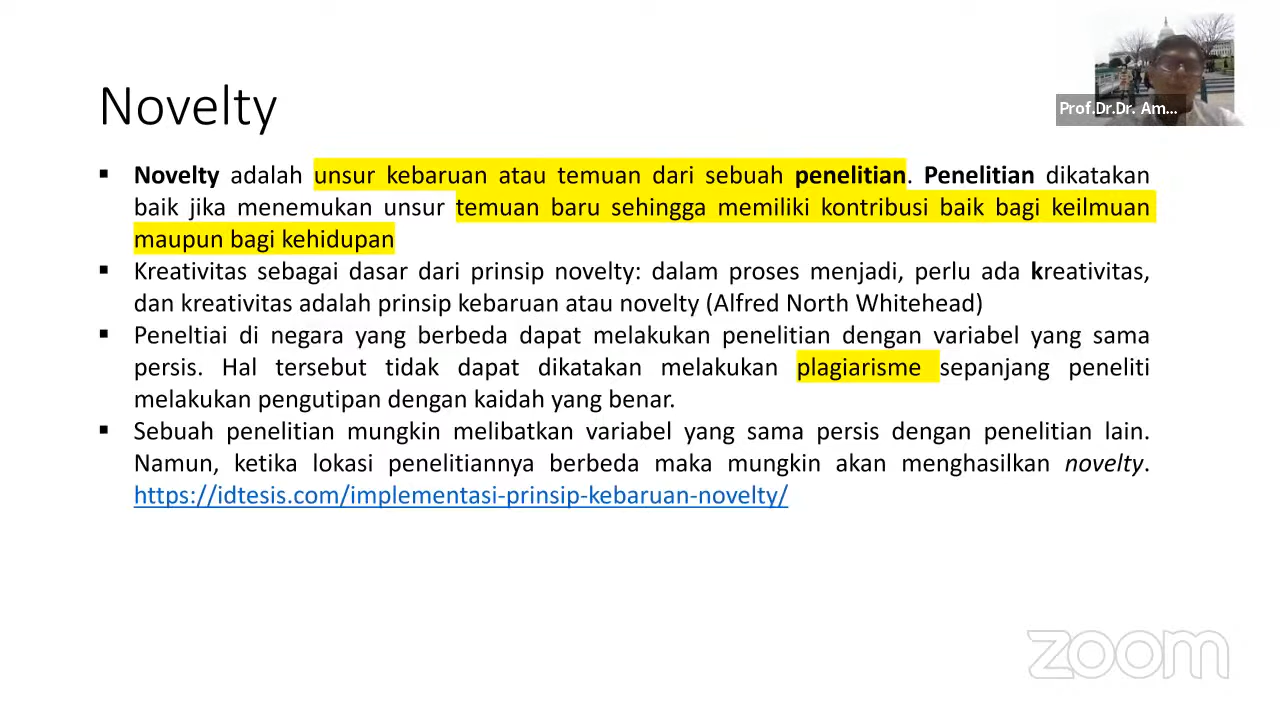 Prof.Dr.Dr. Am...
Novelty
▪ Novelty adalah unsur kebaruan atau temuan dari sebuah penelitian. Penelitian dikatakan
baik jika menemukan unsur temuan baru sehingga memiliki kontribusi baik bagi keilmuan
maupun bagi kehidupan
▪ Kreativitas sebagai dasar dari prinsip novelty: dalam proses menjadi, perlu ada kreativitas,
dan kreativitas adalah prinsip kebaruan atau novelty (Alfred North Whitehead)
▪ Peneltiai di negara yang berbeda dapat melakukan penelitian dengan variabel yang sama
persis. Hal tersebut tidak dapat dikatakan melakukan plagiarisme sepanjang peneliti
melakukan pengutipan dengan kaidah yang benar.
▪ Sebuah penelitian mungkin melibatkan variabel yang sama persis dengan penelitian lain.
Namun, ketika lokasi penelitiannya berbeda maka mungkin akan menghasilkan novelty.
https://idtesis.com/implementasi-prinsip-kebaruan-novelty/
zoom